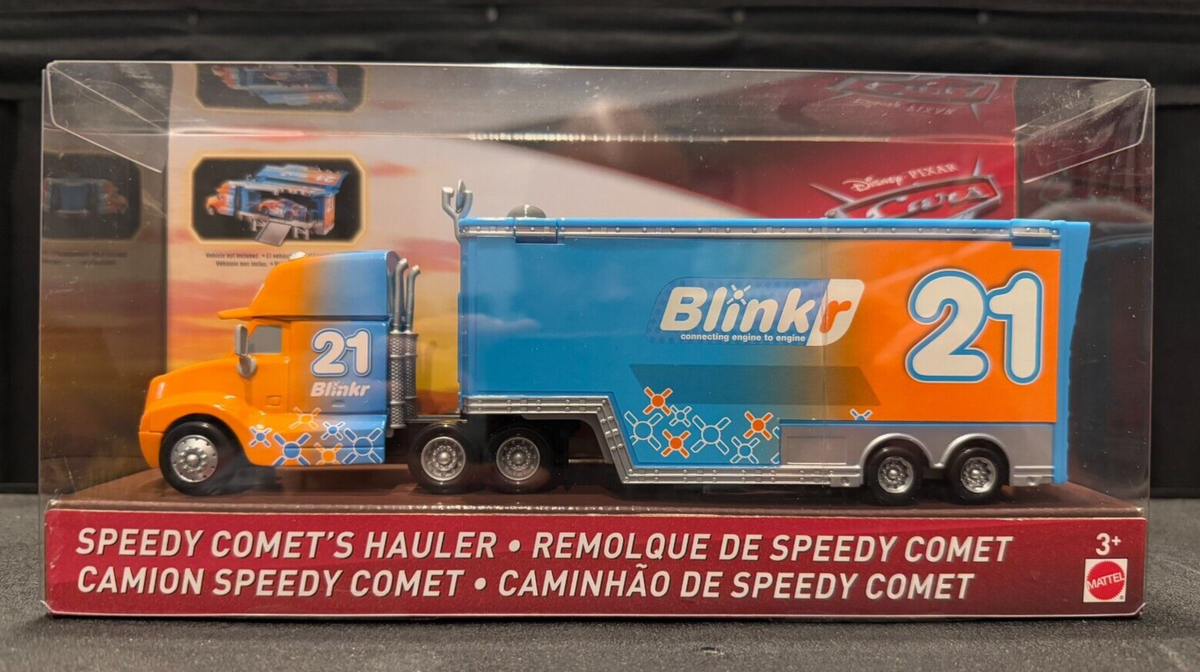 Disney·PIXAR
Cars
21
Blinkr
Blinkr
connecting engine to engine
21
SPEEDY COMET'S HAULER • REMOLQUE DE SPEEDY COMET
CAMION SPEEDY COMET • CAMINHÃO DE SPEEDY COMET
3+
MATTEL